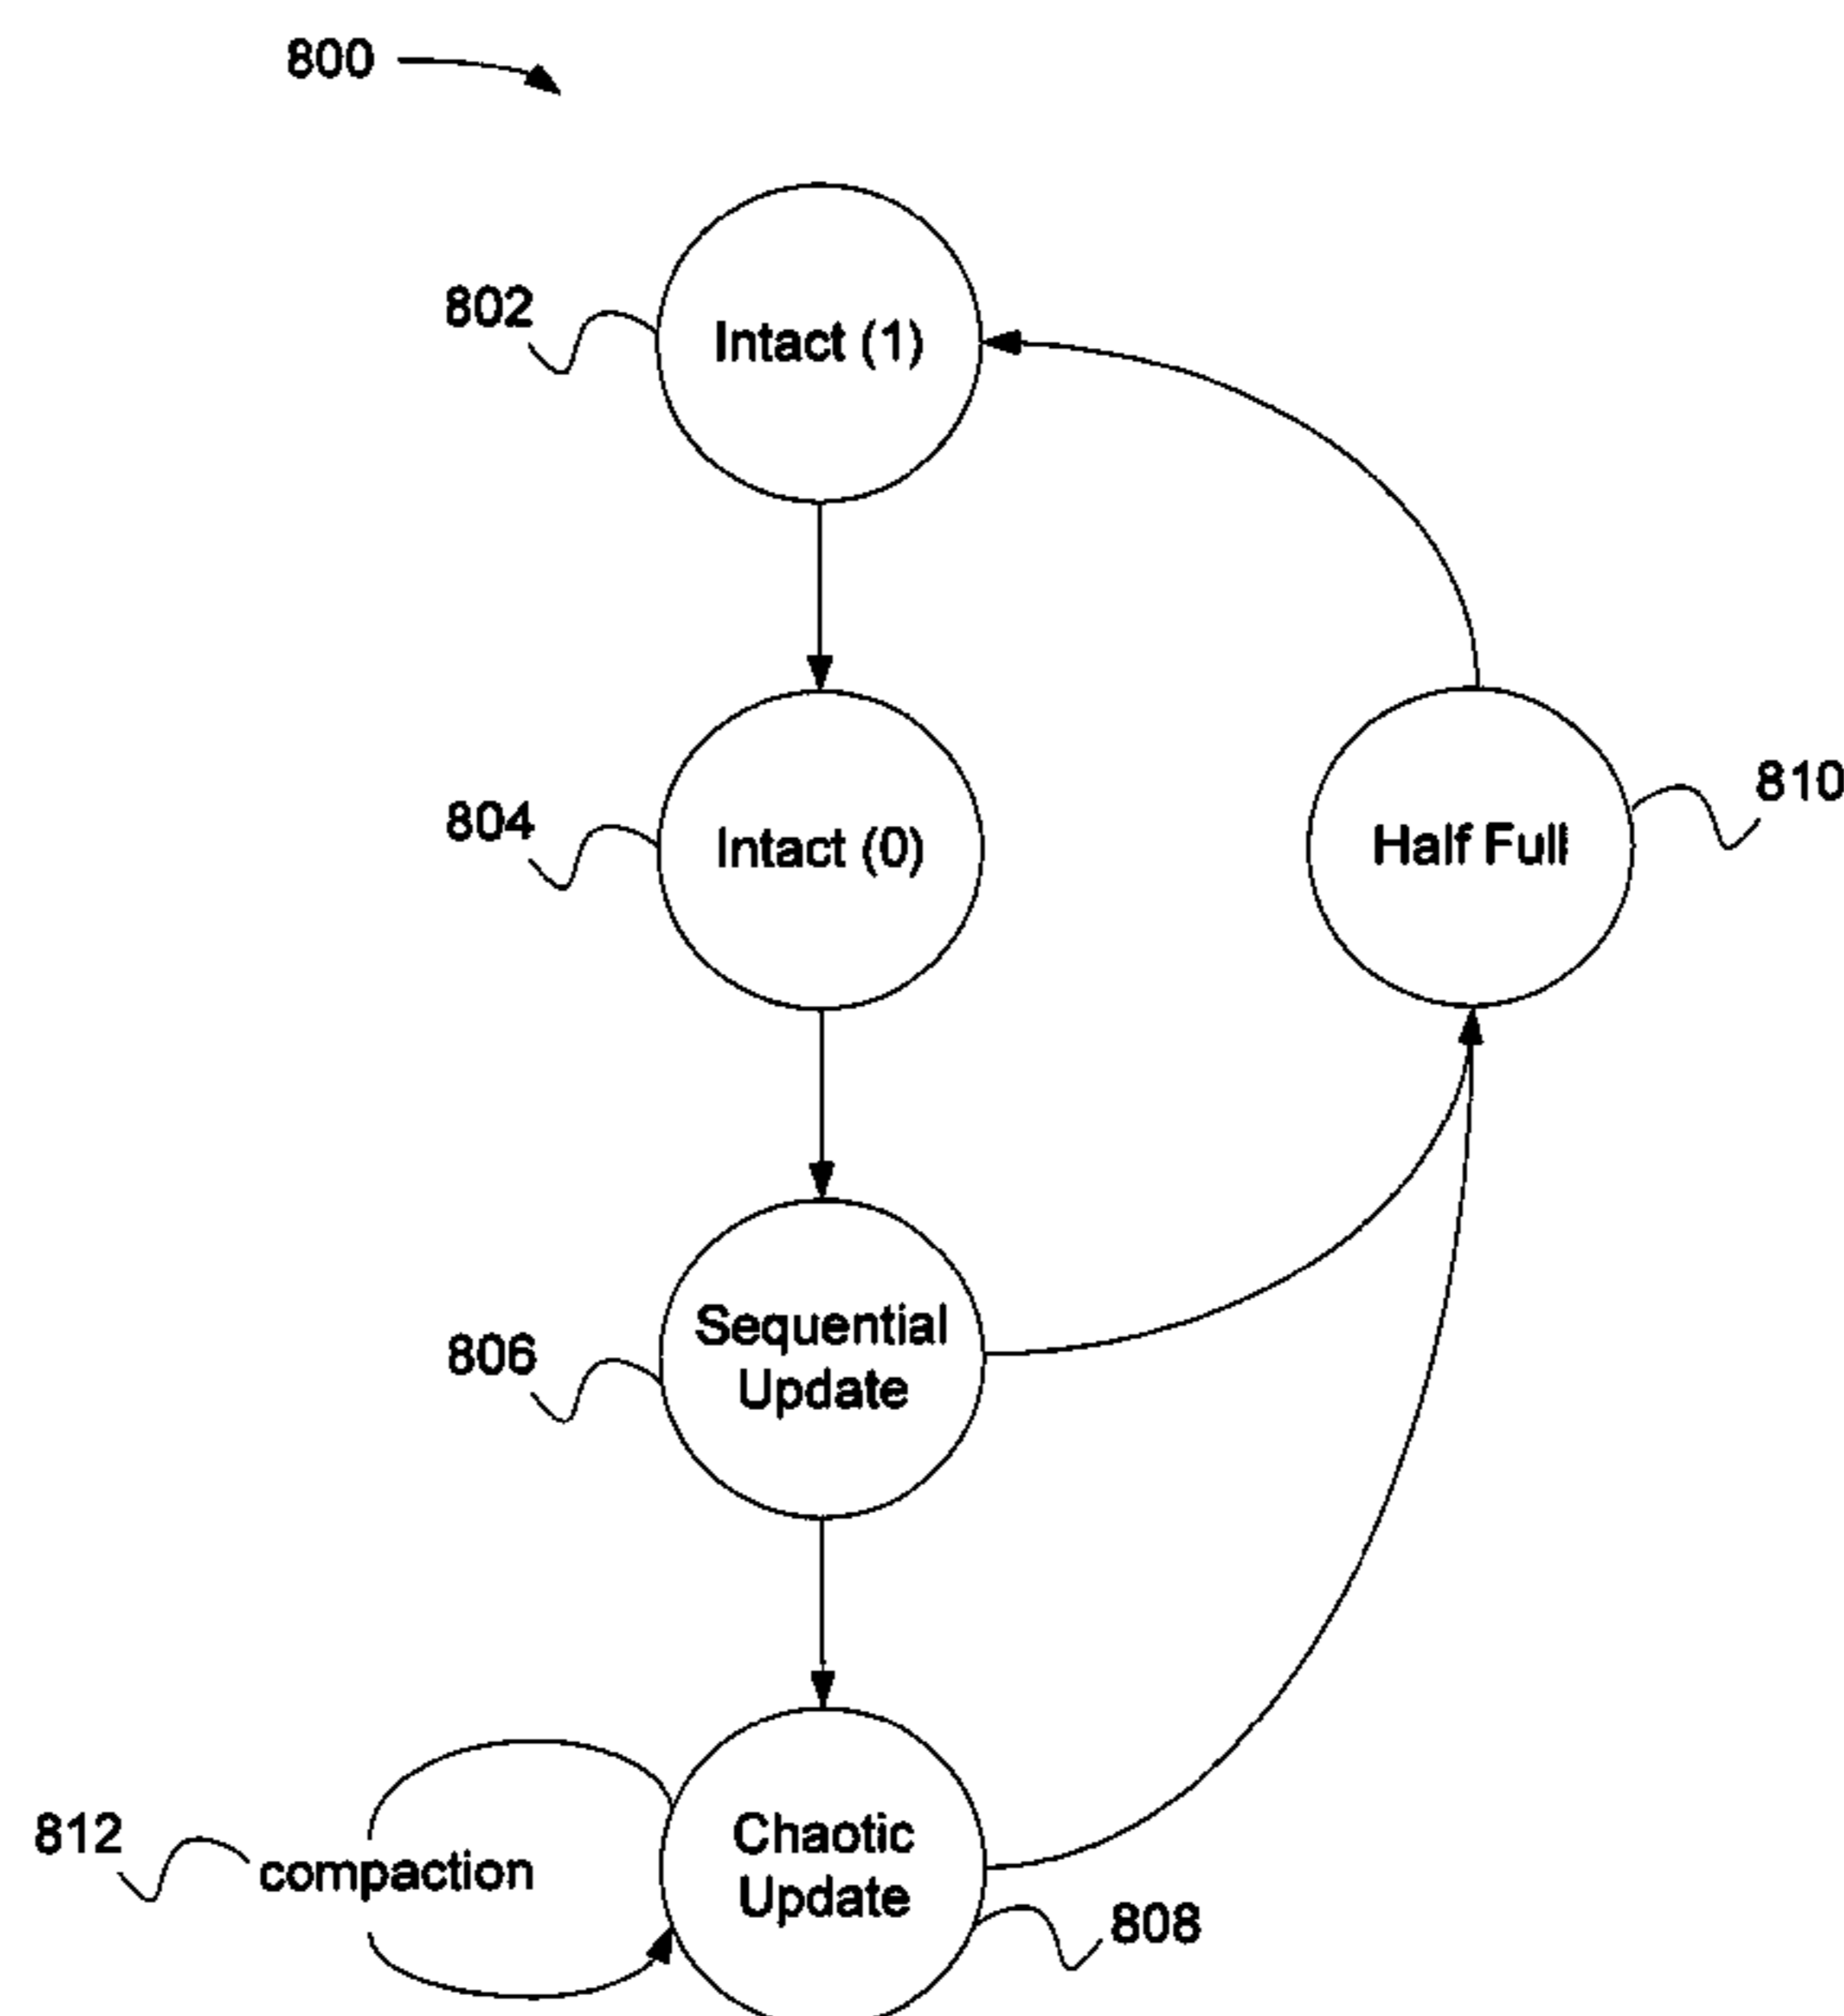 800
802
Intact (1)
810
804
Intact (0)
Half Full
806
Sequential
Update
812
compaction
Chaotic
Update
808